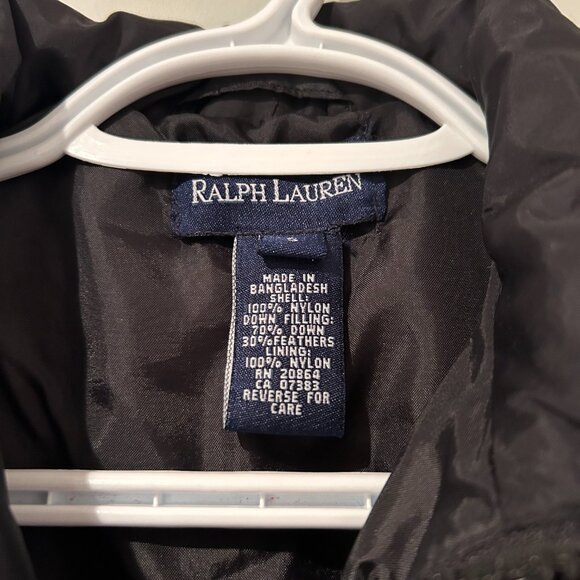 RALPH LAUREN
MADE IN
BANGLADESH
SHELL:
100% NYLON
DOWN FILLING:
70% DOWN
30%FEATHERS
LINING:
100% NYLON
RN 20864
CA 07383
REVERSE FOR
CARE